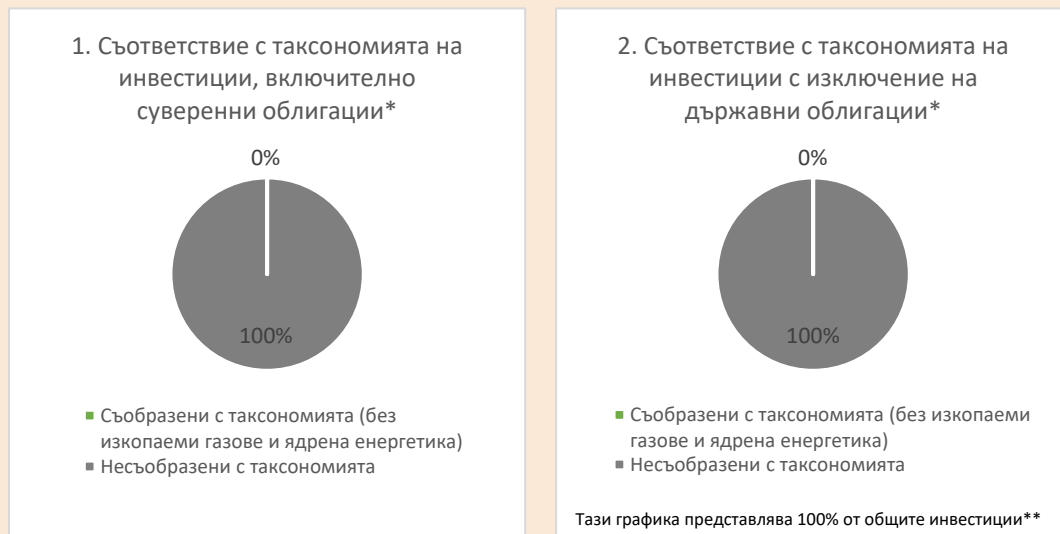 1. Съответствие с таксономията на
инвестиции, включително
суверенни облигации*
0%
100%
Съобразени с таксономията (без
изкопаеми газове и ядрена енергетика)
Несъобразени с таксономията
2. Съответствие с таксономията на
инвестиции с изключение на
държавни облигации*
0%
100%
Съобразени с таксономията (без изкопаеми
газове и ядрена енергетика)
Несъобразени с таксономията
Тази графика представлява 100% от общите инвестиции**